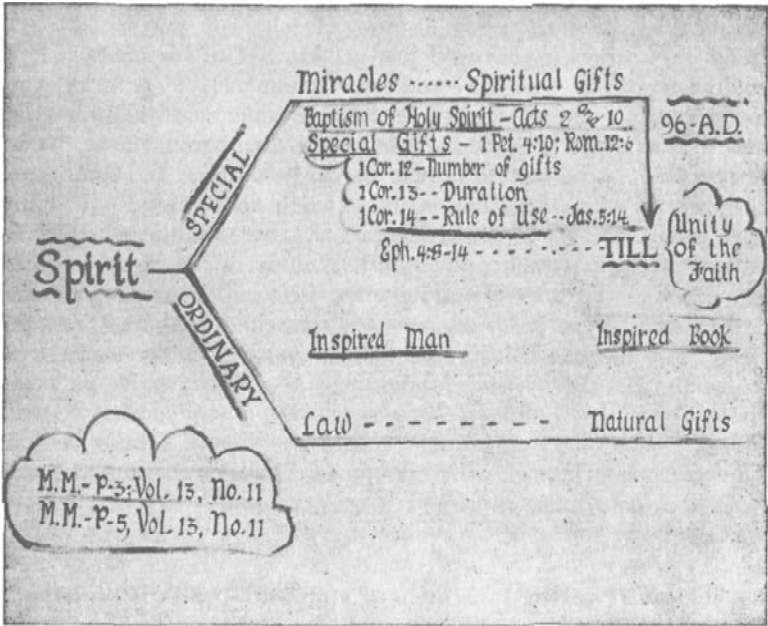 Miracles ...... Spiritual Gifts
Baptism of Holy Spirit - Acts 2 and 10
96-A.D.
Special Gifts - 1 Pet. 4:10; Rom. 12:6
1 Cor. 12 - Number of gifts
1 Cor. 13 - - Duration
1 Cor. 14 - - Rule of Use - - Jas. 5:14
SPECIAL
Eph. 4:8-14 - - - - - - - - - TILL
Unity
of the
Faith
Spirit
ORDINARY
Inspired Man
Inspired Book
Law - - - - - - - - Natural Gifts
M.M. - P-3; Vol. 13, No. 11
M.M. - P-5, Vol. 13, No. 11